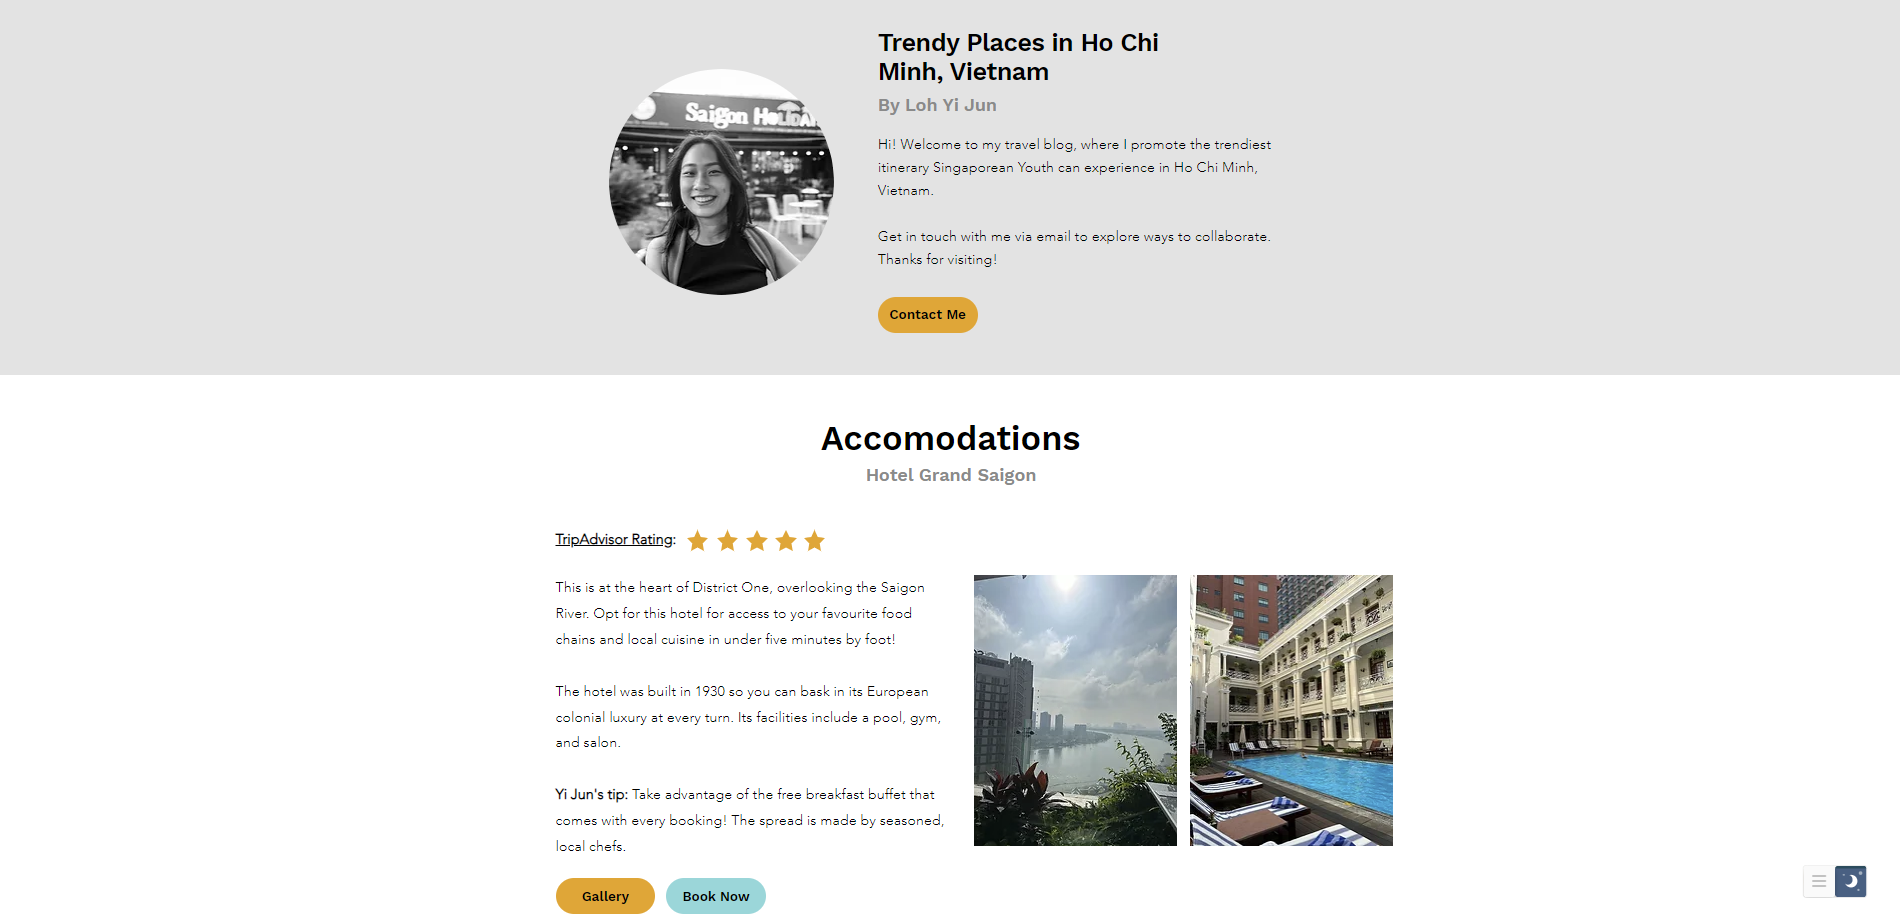 Trendy Places in Ho Chi
Minh, Vietnam
By Loh Yi Jun
Hi! Welcome to my travel blog, where I promote the trendiest
itinerary Singaporean Youth can experience in Ho Chi Minh,
Vietnam.
Get in touch with me via email to explore ways to collaborate.
Thanks for visiting!
Contact Me
Saigon
Accomodations
Hotel Grand Saigon
TripAdvisor Rating:
This is at the heart of District One, overlooking the Saigon
River. Opt for this hotel for access to your favourite food
chains and local cuisine in under five minutes by foot!
The hotel was built in 1930 so you can bask in its European
colonial luxury at every turn. Its facilities include a pool, gym,
and salon.
Yi Jun's tip: Take advantage of the free breakfast buffet that
comes with every booking! The spread is made by seasoned,
local chefs.
Gallery
Book Now